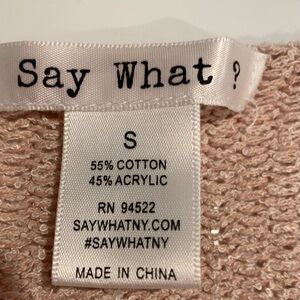 Say What ?
S
55% COTTON
45% ACRYLIC
RN 94522
SAYWHATNY.COM
#SAYWHATNY
MADE IN CHINA